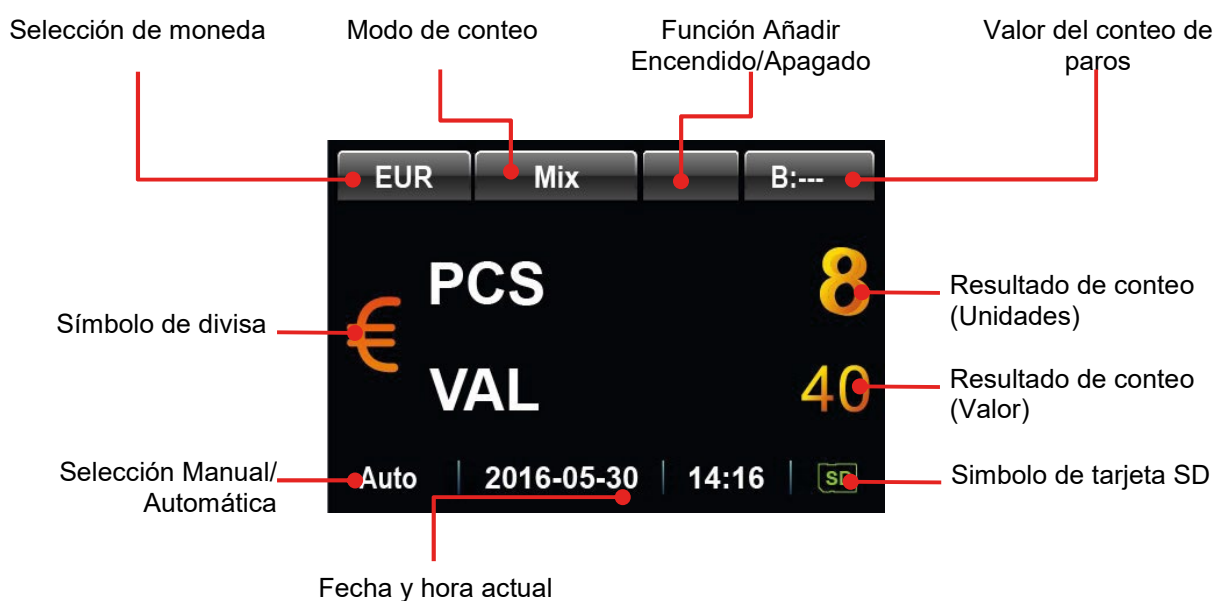 Selección de moneda
Modo de conteo
Función Añadir
Encendido/Apagado
Valor del conteo de
paros
EUR
Mix
B:---
PCS
8
Resultado de conteo
(Unidades)
Símbolo de divisa
€
VAL
40
Resultado de conteo
(Valor)
Selección Manual/
Automática
Auto
2016-05-30
14:16
SD
Simbolo de tarjeta SD
Fecha y hora actual